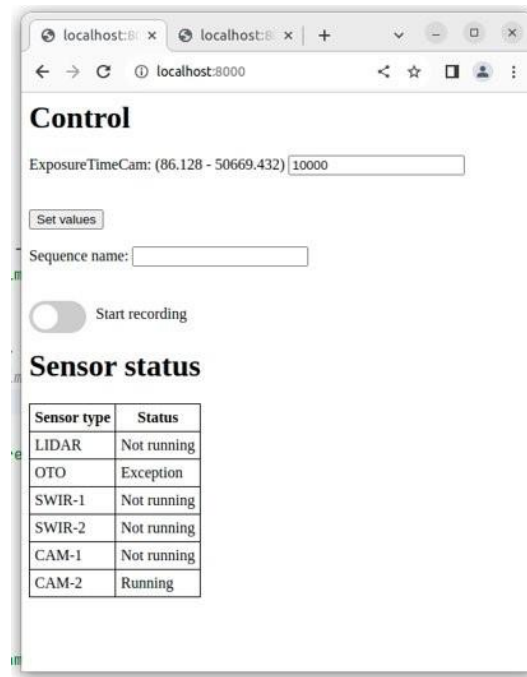 localhost:8
localhost:8
localhost:8000
Control
ExposureTimeCam: (86.128 - 50669.432) 10000
Set values
Sequence name:
Start recording
Sensor status
Sensor type Status
LIDAR Not running
OTO Exception
SWIR-1 Not running
SWIR-2 Not running
CAM-1 Not running
CAM-2 Running